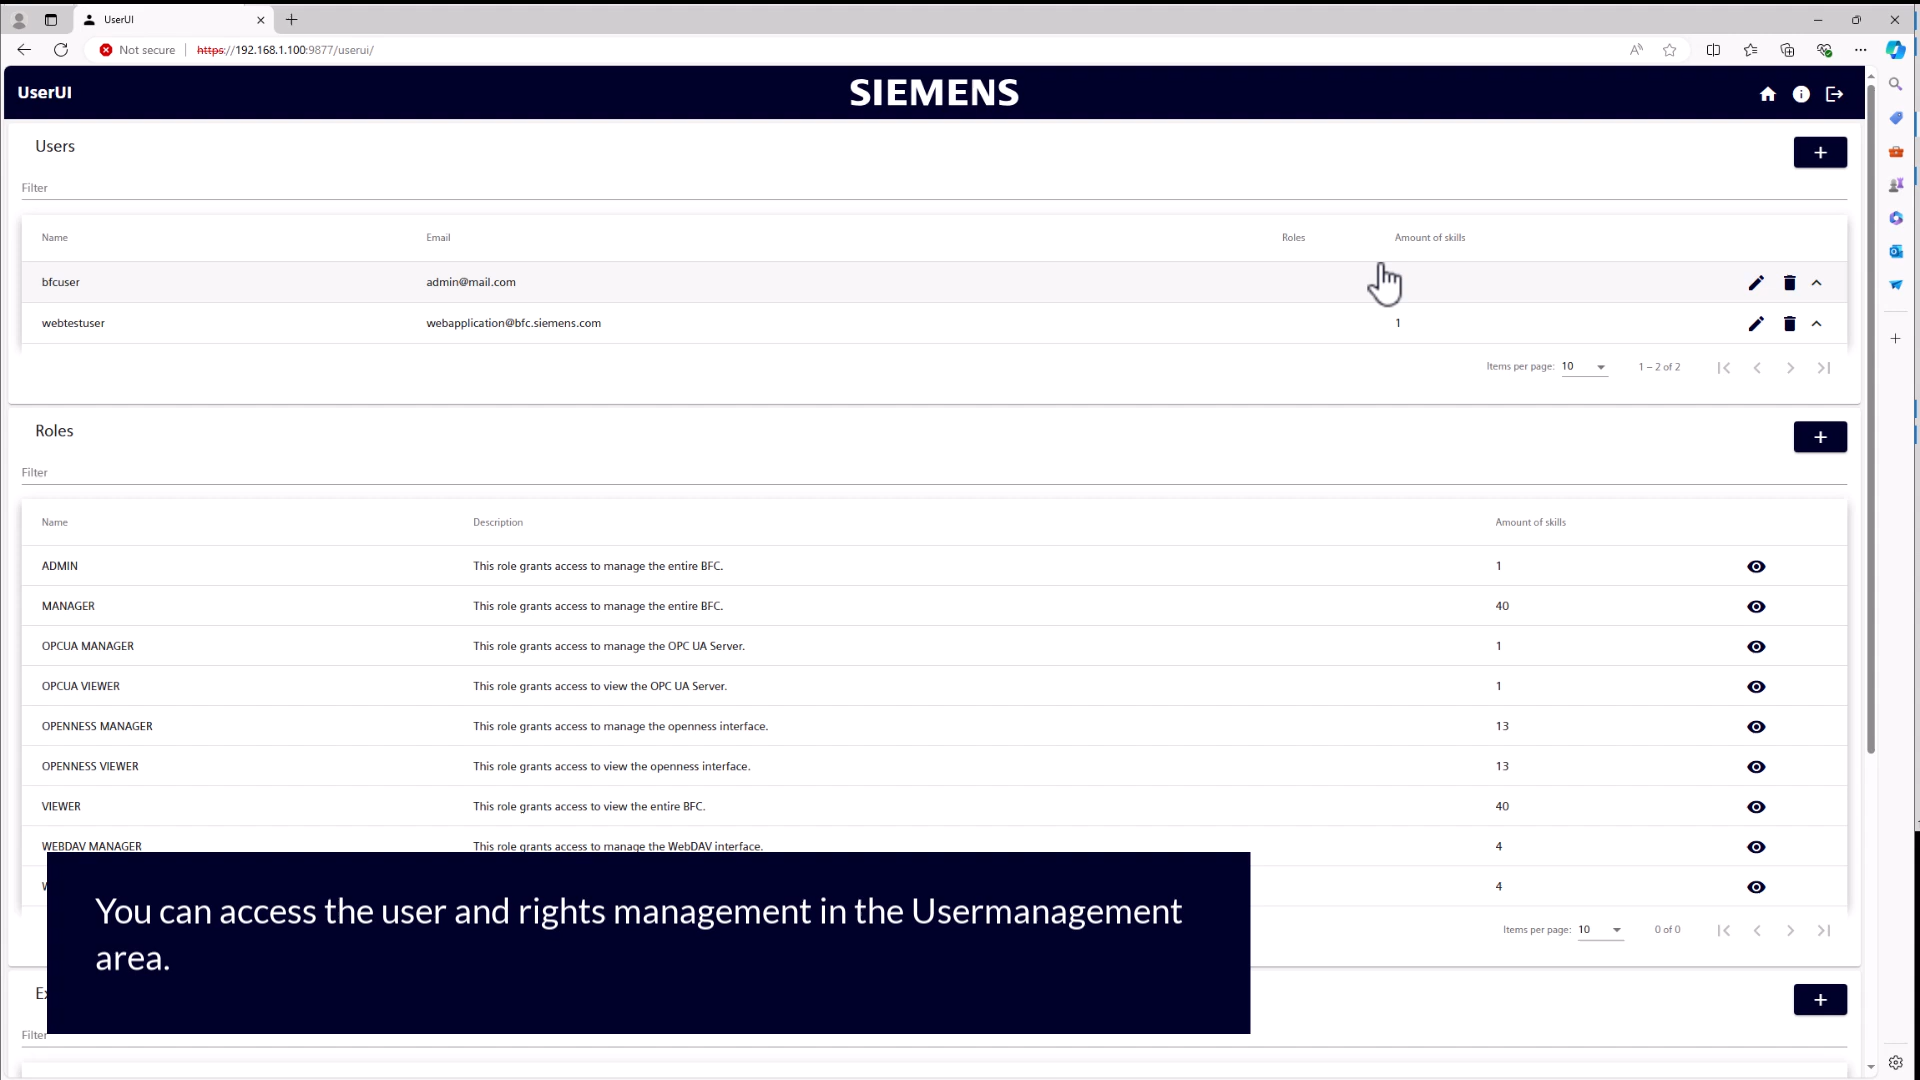 UserUI
Not secure https://192.168.1.100:9877/userui/
UserUI SIEMENS
Users
+
Filter
Name Email Roles Amount of skills
bfcuser admin@mail.com
webtestuser webapplication@bfc.siemens.com 1
Items per page: 10 1 – 2 of 2
Roles
+
Filter
Name Description Amount of skills
ADMIN This role grants access to manage the entire BFC. 1
MANAGER This role grants access to manage the entire BFC. 40
OPCUA MANAGER This role grants access to manage the OPC UA Server. 1
OPCUA VIEWER This role grants access to view the OPC UA Server. 1
OPENNESS MANAGER This role grants access to manage the openness interface. 13
OPENNESS VIEWER This role grants access to view the openness interface. 13
VIEWER This role grants access to view the entire BFC. 40
WEBDAV MANAGER This role grants access to manage the WebDAV interface. 4
4
You can access the user and rights management in the Usermanagement
area.
Items per page: 10 0 of 0
+
Filter